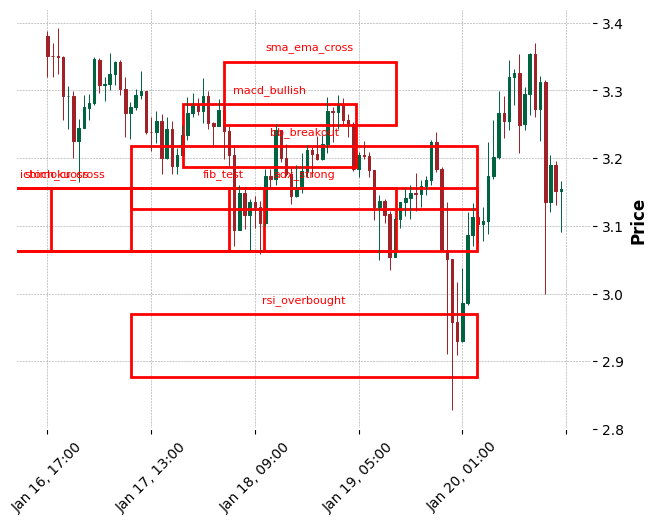 3.4
sma_ema_cross
3.3
macd_bullish
bb_breakout
3.2
stoch_cross
fib_test
adx_strong
3.1
Price
3.0
rsi_overbought
2.9
2.8
Jan 16, 17:00
Jan 17, 13:00
Jan 18, 09:00
Jan 19, 05:00
Jan 20, 01:00